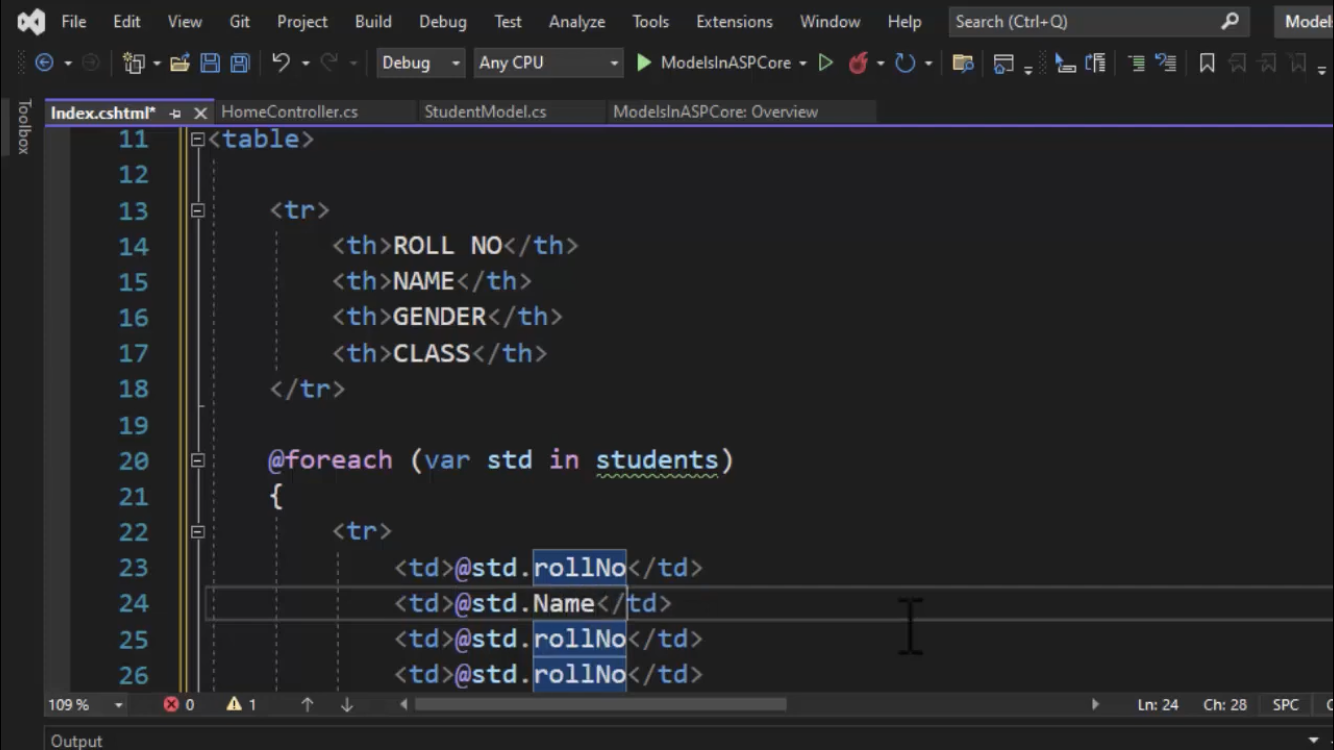 File Edit View Git Project Build Debug Test Analyze Tools Extensions Window Help Search (Ctrl+Q)
Debug Any CPU ModelsInASPCore
Toolbox
Index.cshtml* HomeController.cs StudentModel.cs ModelsInASPCore: Overview
11 <table>
12
13 <tr>
14 <th>ROLL NO</th>
15 <th>NAME</th>
16 <th>GENDER</th>
17 <th>CLASS</th>
18 </tr>
19
20 @foreach (var std in students)
21 {
22 <tr>
23 <td>@std.rollNo</td>
24 <td>@std.Name</td>
25 <td>@std.rollNo</td>
26 <td>@std.rollNo</td>
109 % 0 1 Ln: 24 Ch: 28 SPC
Output